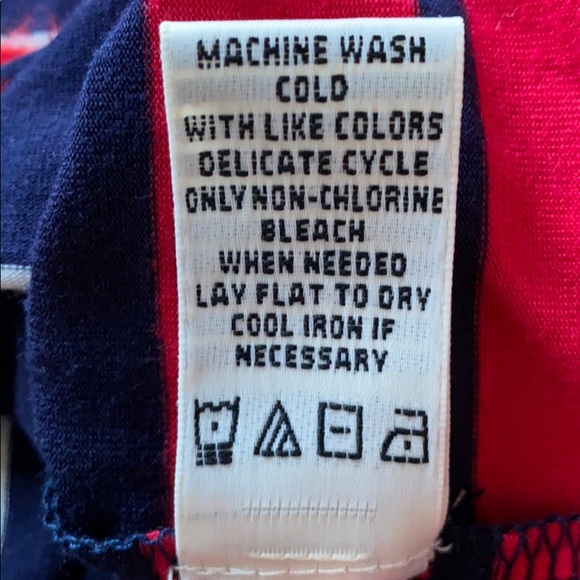 MACHINE WASH
COLD
WITH LIKE COLORS
DELICATE CYCLE
ONLY NON-CHLORINE
BLEACH
WHEN NEEDED
LAY FLAT TO DRY
COOL IRON IF
NECESSARY